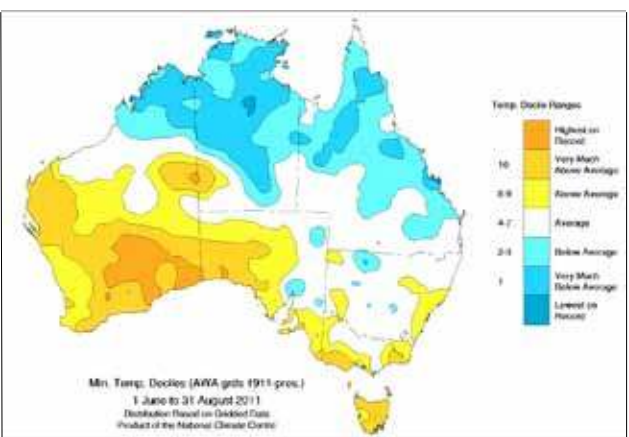 Temp. Decile Ranges
Highest on
Record
10
Very Much
Above Average
8-9
Above Average
4-7
Average
2-3
Below Average
1
Very Much
Below Average
Lowest on
Record
Min. Temp. Deciles (AWA grids 1911-pres.)
1 June to 31 August 2011
Distribution Based on Gridded Data
Product of the National Climate Centre